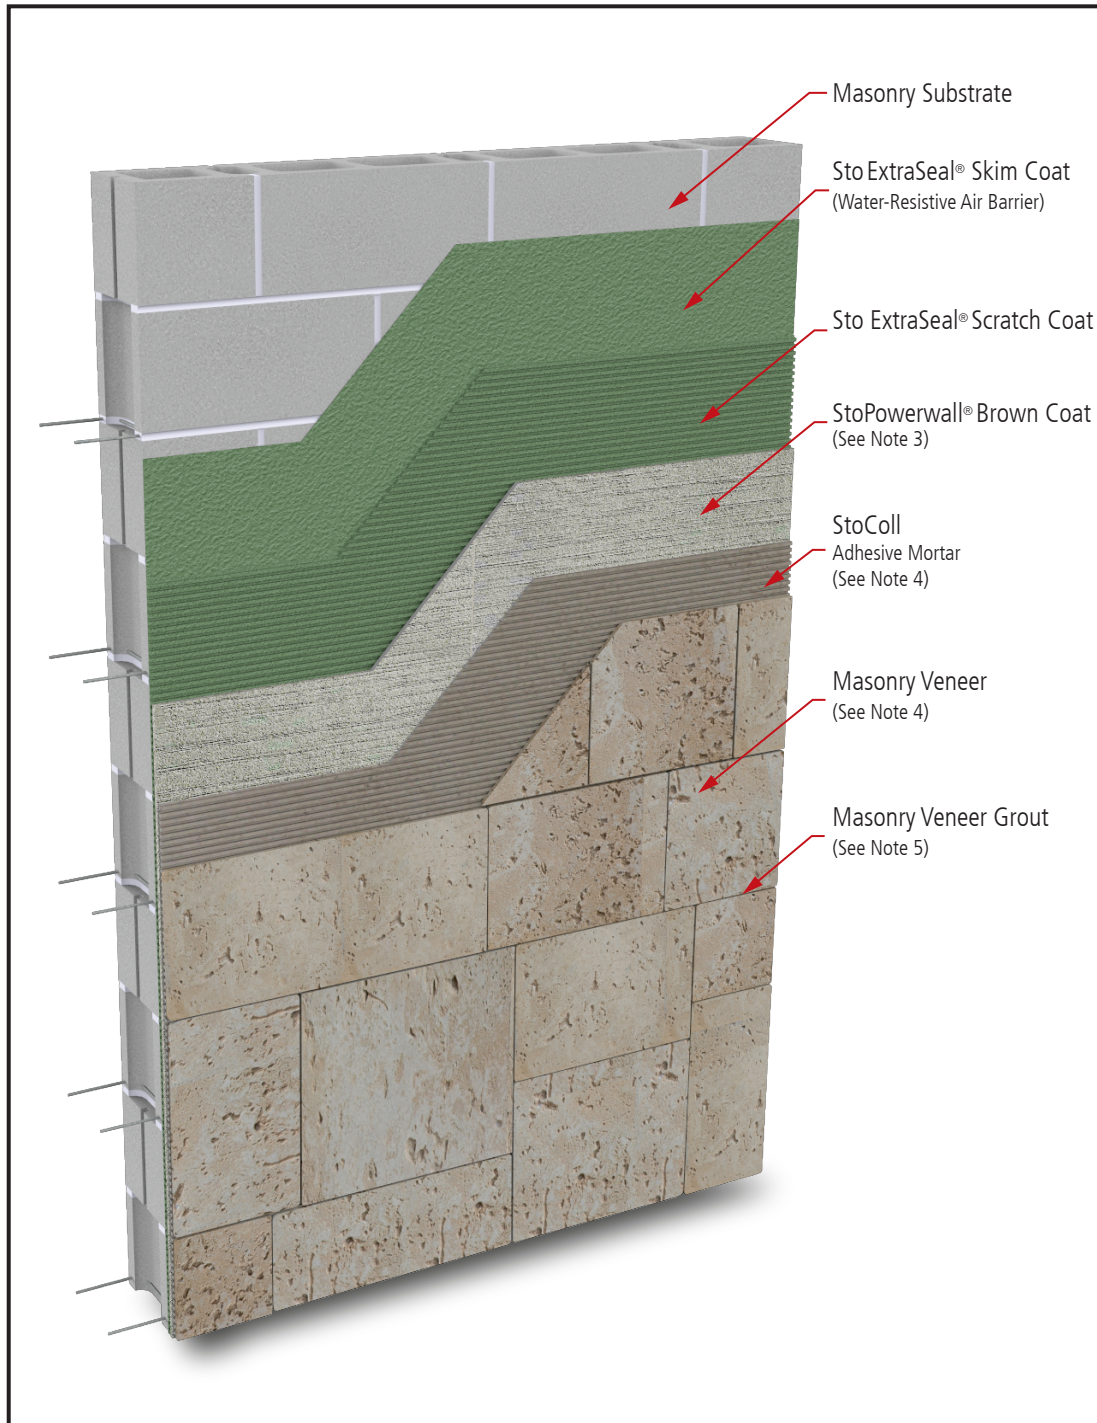 Masonry Substrate
Sto ExtraSeal® Skim Coat
(Water-Resistive Air Barrier)
Sto ExtraSeal® Scratch Coat
StoPowerwall® Brown Coat
(See Note 3)
StoColl
Adhesive Mortar
(See Note 4)
Masonry Veneer
(See Note 4)
Masonry Veneer Grout
(See Note 5)